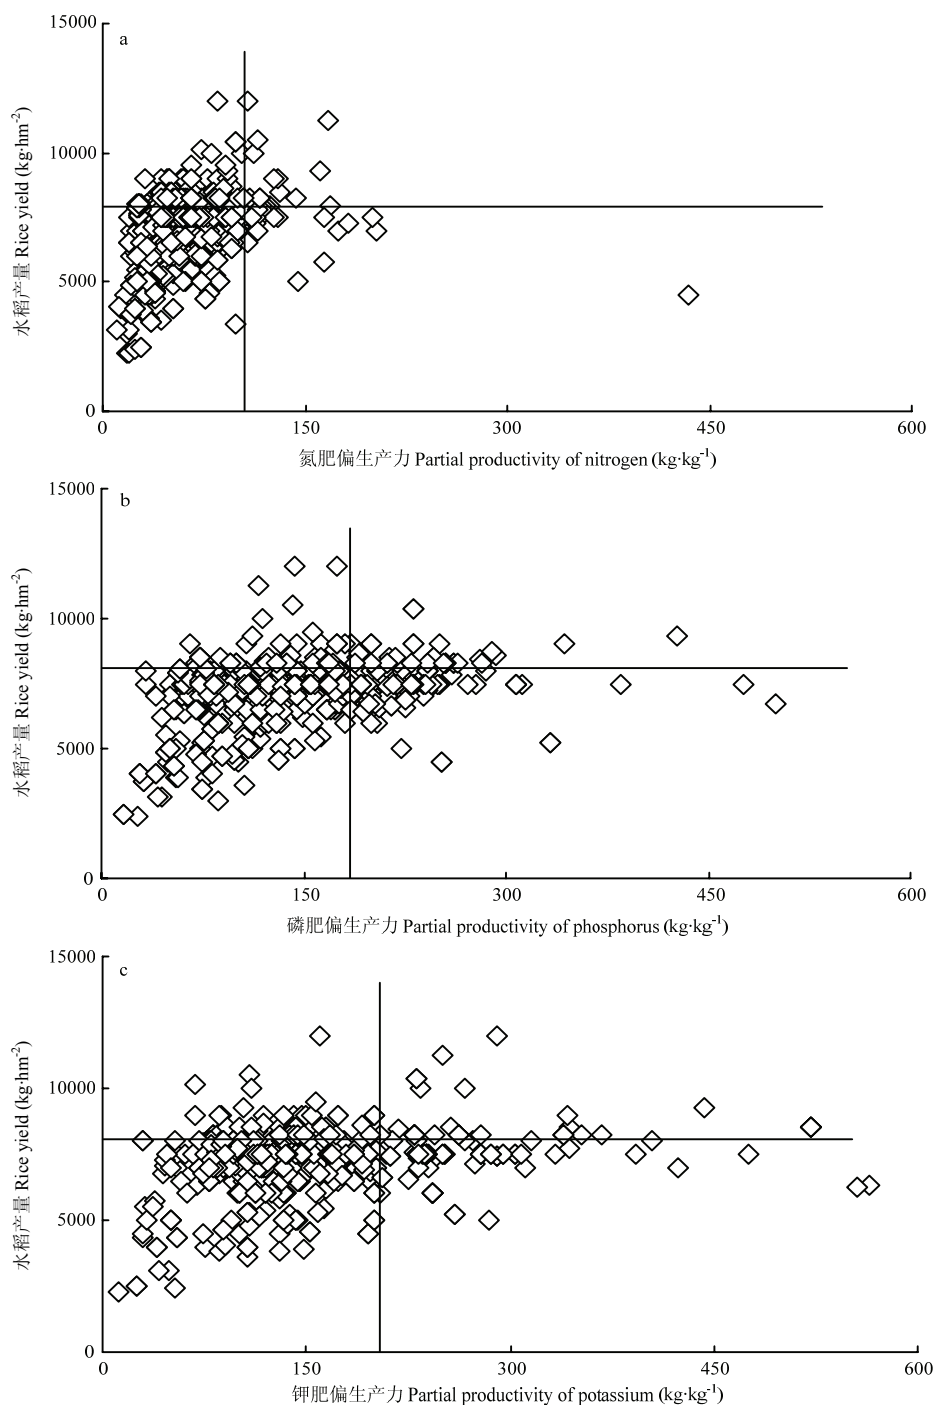 15000
a
10000
5000
0
水稻产量 Rice yield (kg·hm⁻²)
0 150 300 450 600
氮肥偏生产力 Partial productivity of nitrogen (kg·kg⁻¹)
15000
b
10000
5000
0
水稻产量 Rice yield (kg·hm⁻²)
0 150 300 450 600
磷肥偏生产力 Partial productivity of phosphorus (kg·kg⁻¹)
15000
c
10000
5000
0
水稻产量 Rice yield (kg·hm⁻²)
0 150 300 450 600
钾肥偏生产力 Partial productivity of potassium (kg·kg⁻¹)